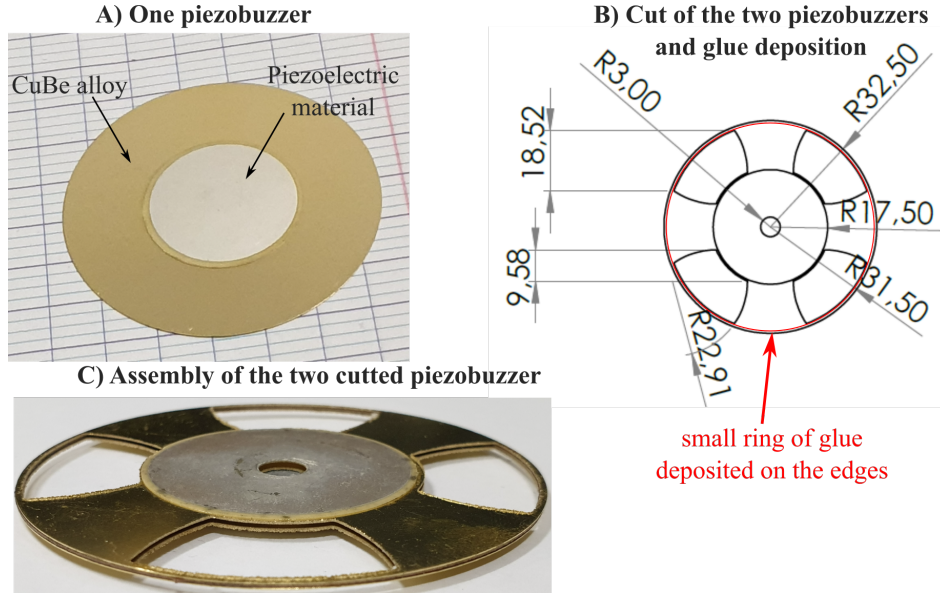 A) One piezobuzzer
CuBe alloy
Piezoelectric
material
B) Cut of the two piezobuzzers
and glue deposition
R3,00
R32,50
18,52
R17,50
9,58
R31,50
R22,91
small ring of glue
deposited on the edges
C) Assembly of the two cutted piezobuzzer